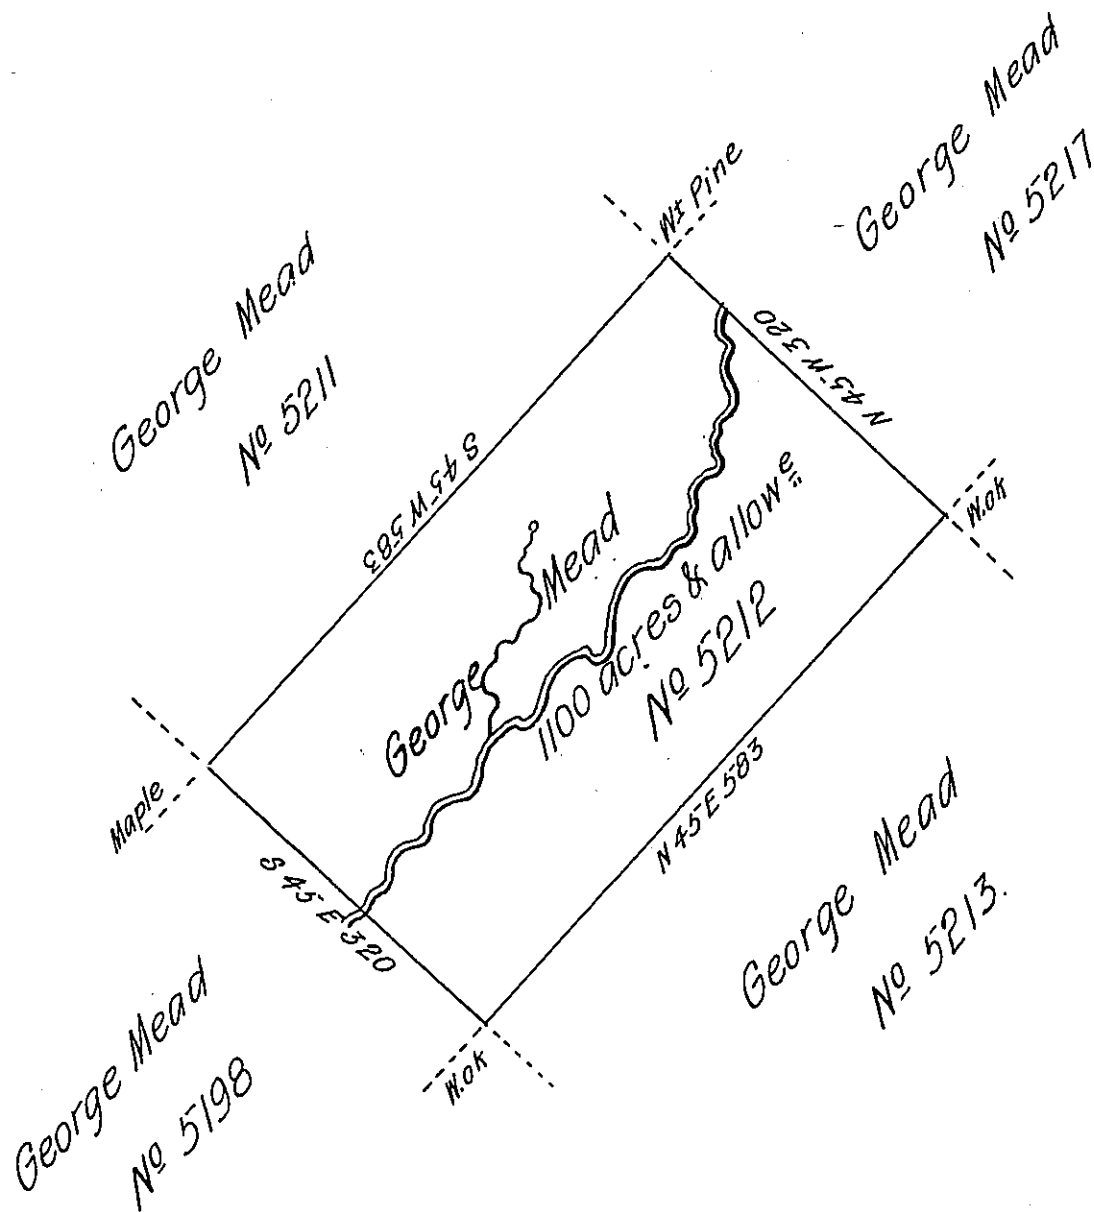 George Mead
Nº 5217
Wt Pine
George Mead
Nº 5211
N 45 W 320
S 45 W 583
W.ok
George Mead
1100 acres & allowe
Nº 5212
Maple
N 45 E 583
S 45 E 320
George Mead
Nº 5213.
W.ok
George Mead
Nº 5198